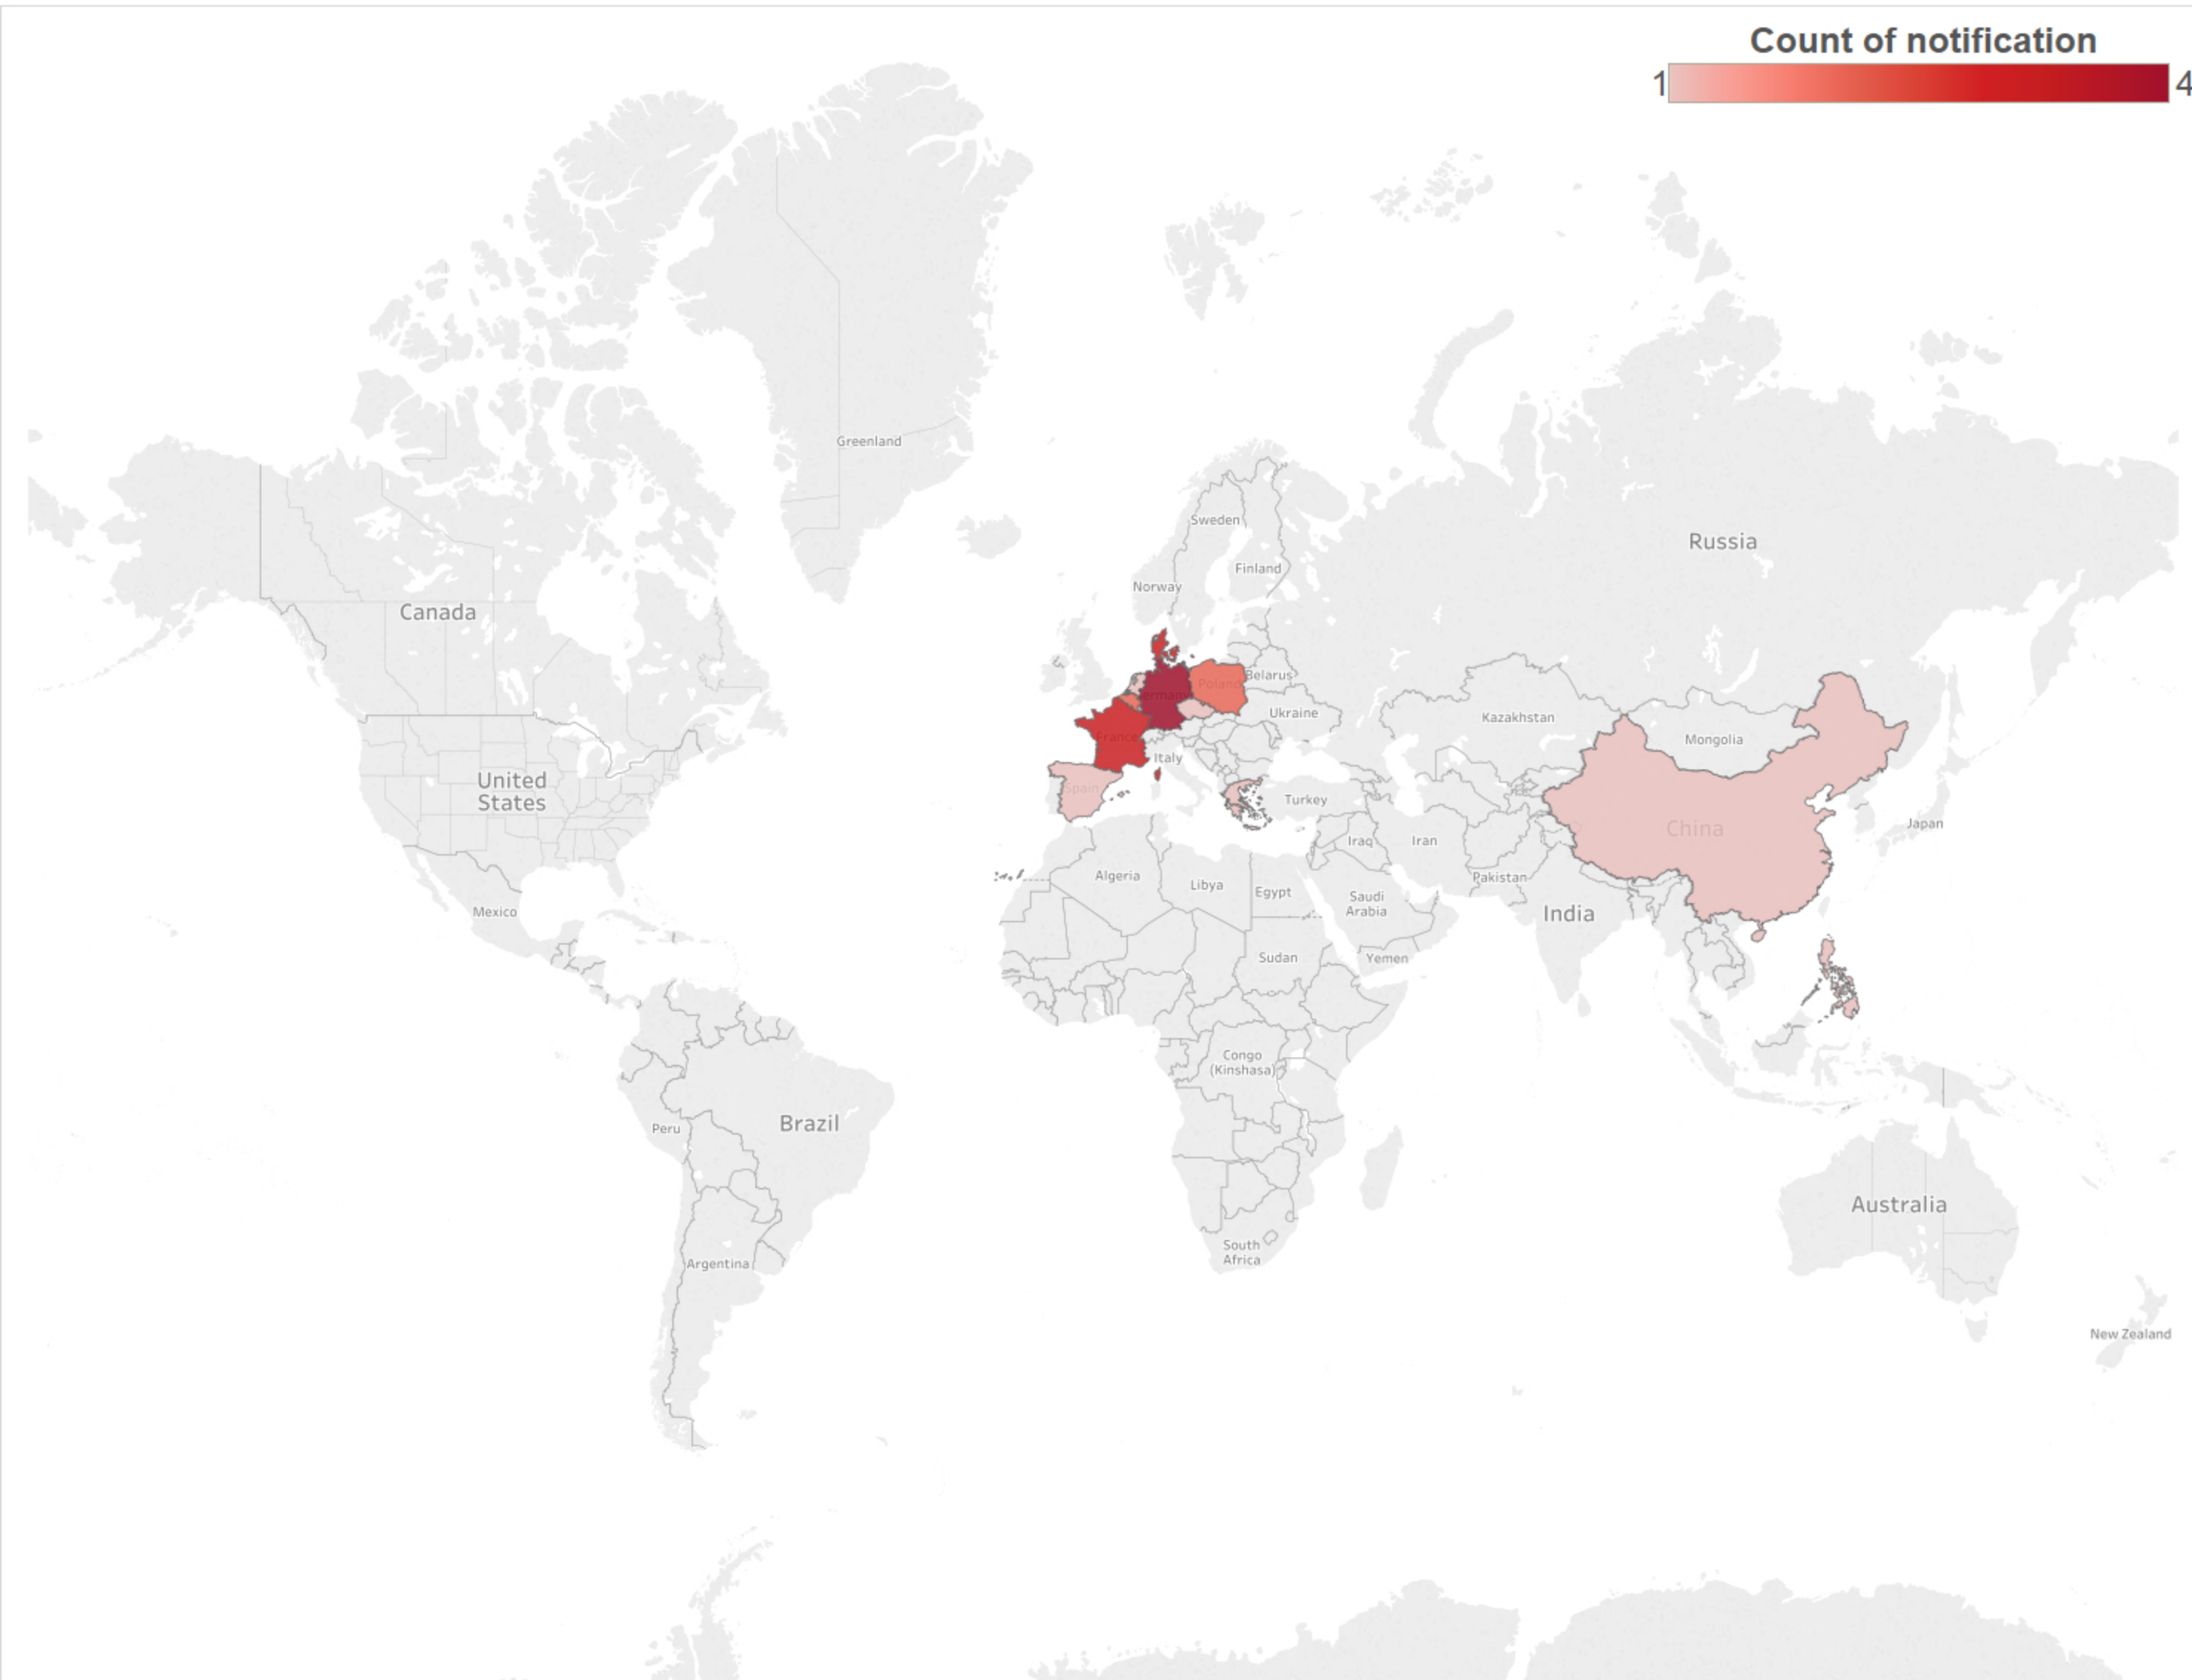 Count of notification
1 4
Greenland
Sweden
Russia
Finland
Norway
Canada
Belarus
Poland
ermany
Ukraine
Kazakhstan
France
Mongolia
Italy
United
States
Spain
Turkey
China
Japan
Iraq
Iran
Algeria
Pakistan
Libya
Egypt
Saudi
Arabia
Mexico
India
Sudan
Yemen
Congo
(Kinshasa)
Brazil
Peru
Australia
South
Africa
Argentina
New Zealand